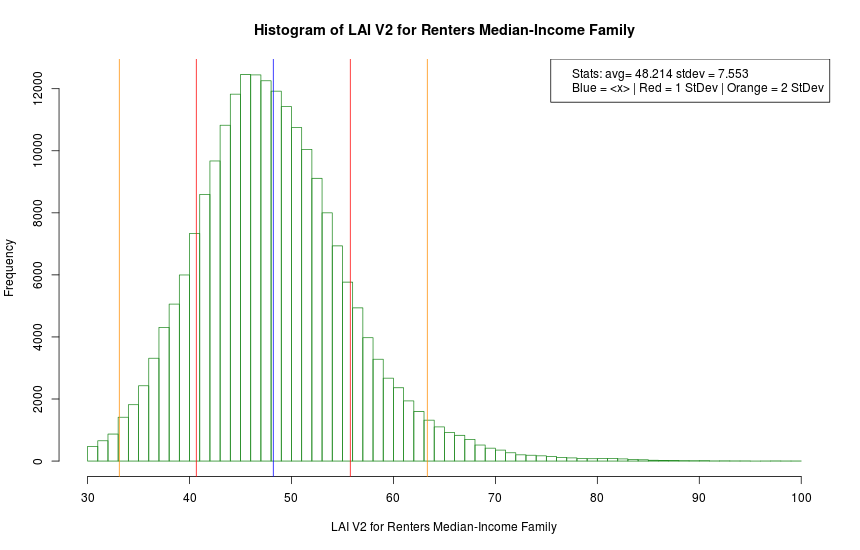 Histogram of LAI V2 for Renters Median-Income Family
Stats: avg= 48.214 stdev = 7.553
Blue = <x> | Red = 1 StDev | Orange = 2 StDev
Frequency
12000
10000
8000
6000
4000
2000
0
30 40 50 60 70 80 90 100
LAI V2 for Renters Median-Income Family